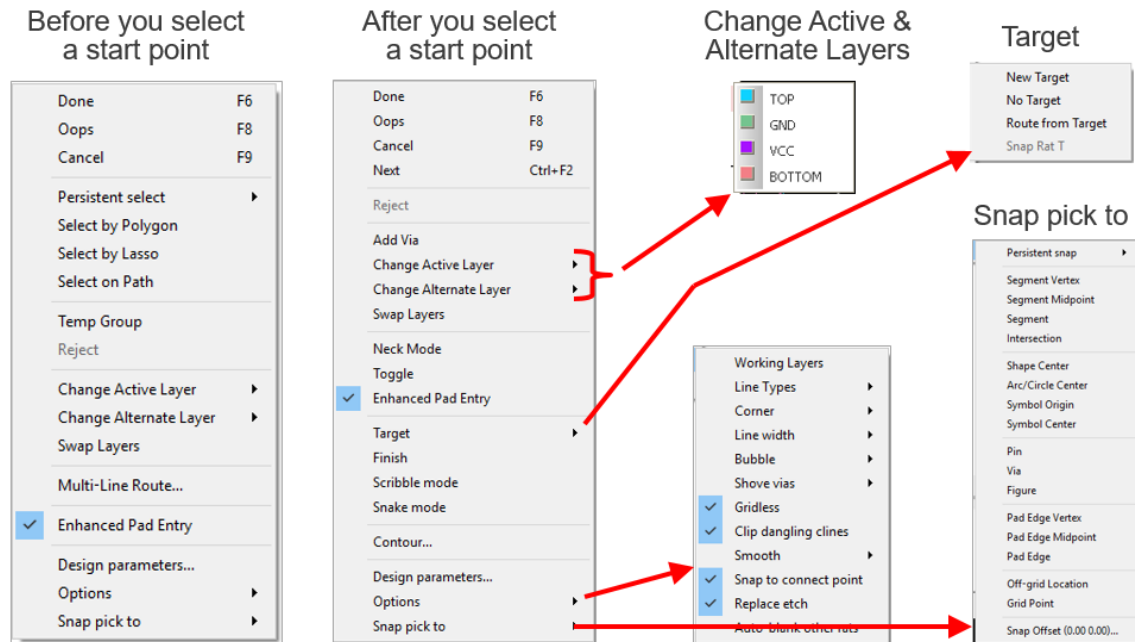 Before you select
a start point
Done F6
Oops F8
Cancel F9
Persistent select
Select by Polygon
Select by Lasso
Select on Path
Temp Group
Reject
Change Active Layer
Change Alternate Layer
Swap Layers
Multi-Line Route...
Enhanced Pad Entry
Design parameters...
Options
Snap pick to
After you select
a start point
Done F6
Oops F8
Cancel F9
Next Ctrl+F2
Reject
Add Via
Change Active Layer
Change Alternate Layer
Swap Layers
Neck Mode
Toggle
Enhanced Pad Entry
Target
Finish
Scribble mode
Snake mode
Contour...
Design parameters...
Options
Snap pick to
Change Active &
Alternate Layers
TOP
GND
VCC
BOTTOM
Working Layers
Line Types
Corner
Line width
Bubble
Shove vias
Gridless
Clip dangling clines
Smooth
Snap to connect point
Replace etch
Auto-blank other rats
Target
New Target
No Target
Route from Target
Snap Rat T
Snap pick to
Persistent snap
Segment Vertex
Segment Midpoint
Segment
Intersection
Shape Center
Arc/Circle Center
Symbol Origin
Symbol Center
Pin
Via
Figure
Pad Edge Vertex
Pad Edge Midpoint
Pad Edge
Off-grid Location
Grid Point
Snap Offset (0.00 0.00)...